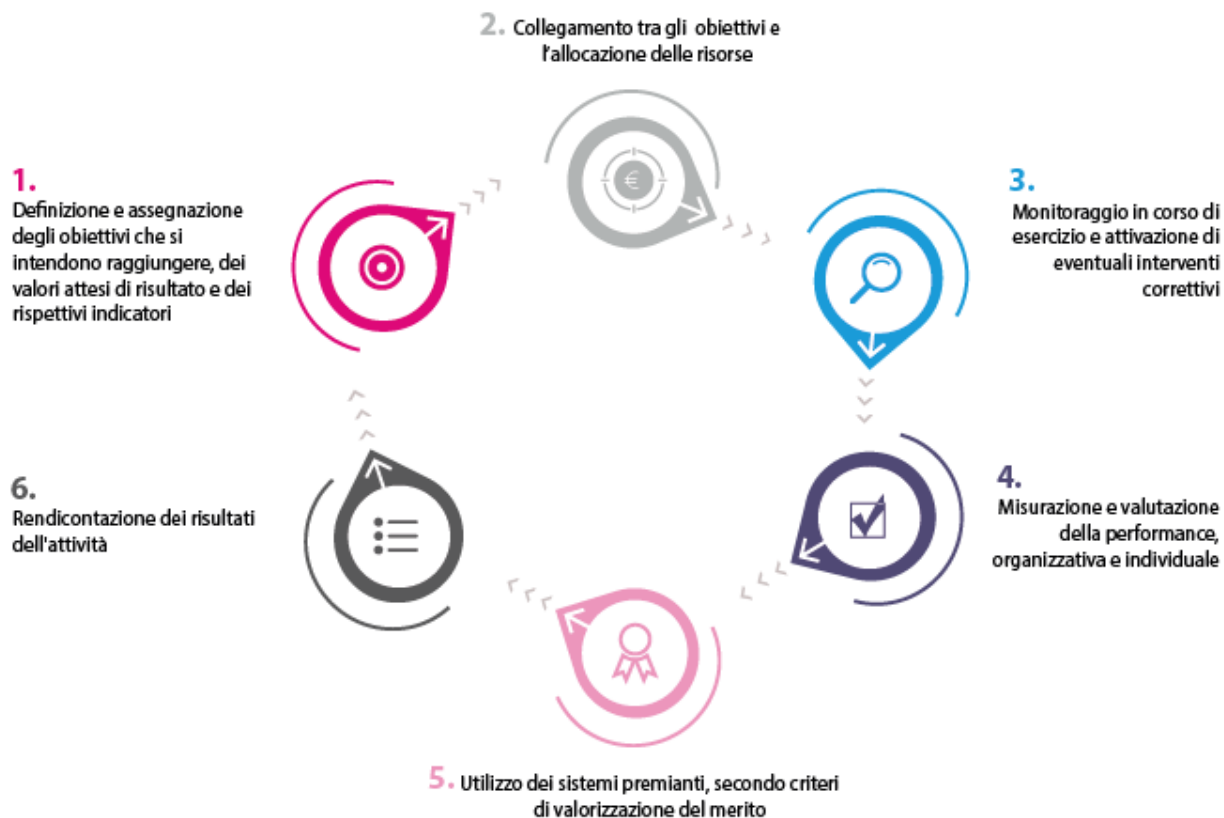 1.
Definizione e assegnazione
degli obiettivi che si
intendono raggiungere, dei
valori attesi di risultato e dei
rispettivi indicatori
2. Collegamento tra gli obiettivi e
l'allocazione delle risorse
€
3.
Monitoraggio in corso di
esercizio e attivazione di
eventuali interventi
correttivi
4.
Misurazione e valutazione
della performance,
organizzativa e individuale
5. Utilizzo dei sistemi premianti, secondo criteri
di valorizzazione del merito
6.
Rendicontazione dei risultati
dell'attività